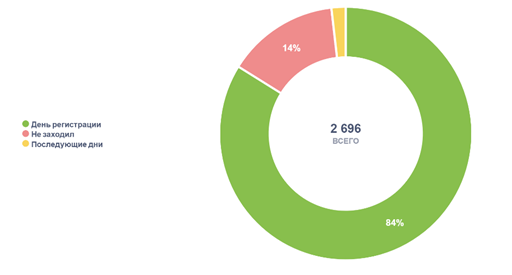 День регистрации
Не заходил
Последующие дни
14%
2 696
ВСЕГО
84%